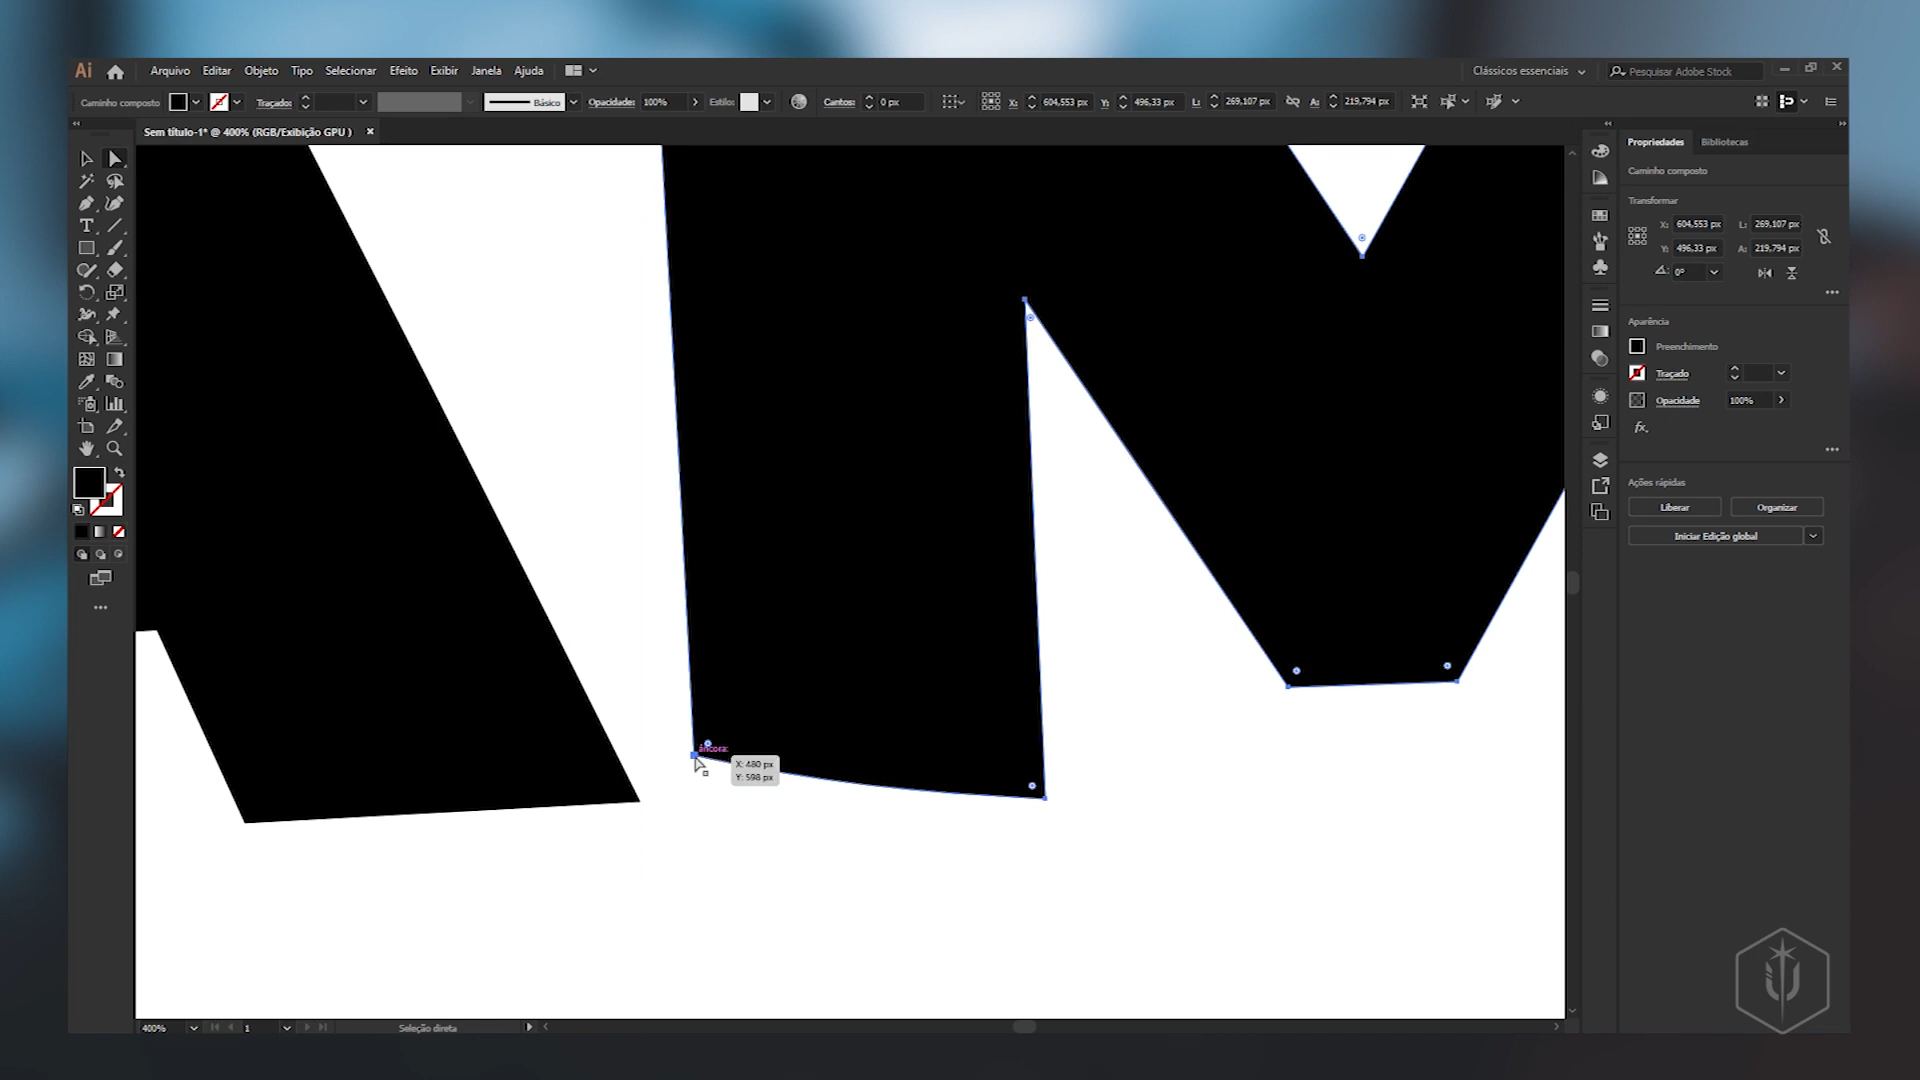 Ai Arquivo Editar Objeto Tipo Selecionar Efeito Exibir Janela Ajuda Clássicos essenciais Pesquisar Adobe Stock
Caminho composto Traçado: Básico Opacidade: 100% Estilo: Cantos: 0 px X: 604,553 px Y: 496,33 px L: 269,107 px A: 219,794 px
Sem título-1* @ 400% (RGB/Exibição GPU ) ×
Propriedades Bibliotecas
Caminho composto
Transformar
X: 604,553 px L: 269,107 px
Y: 496,33 px A: 219,794 px
0°
Aparência
Preenchimento
Traçado
Opacidade 100%
fx.
Ações rápidas
Liberar Organizar
Iniciar Edição global
âncora:
X: 480 px
Y: 598 px
400% 1 Seleção direta